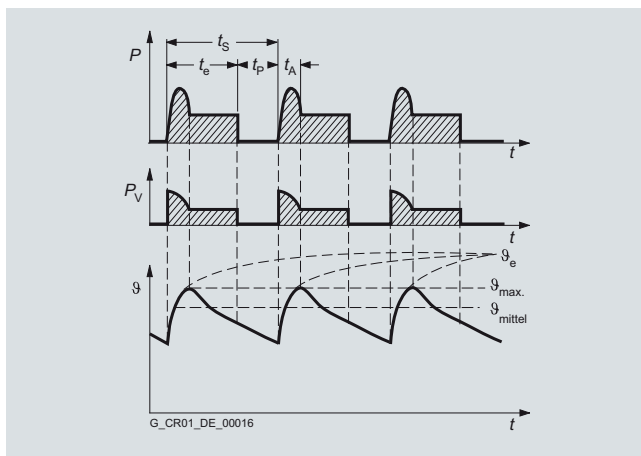 t_S
P
t_e t_P t_A
t
P_V
t
ϑ_e
ϑ
ϑ_max.
ϑ_mittel
G_CR01_DE_00016
t